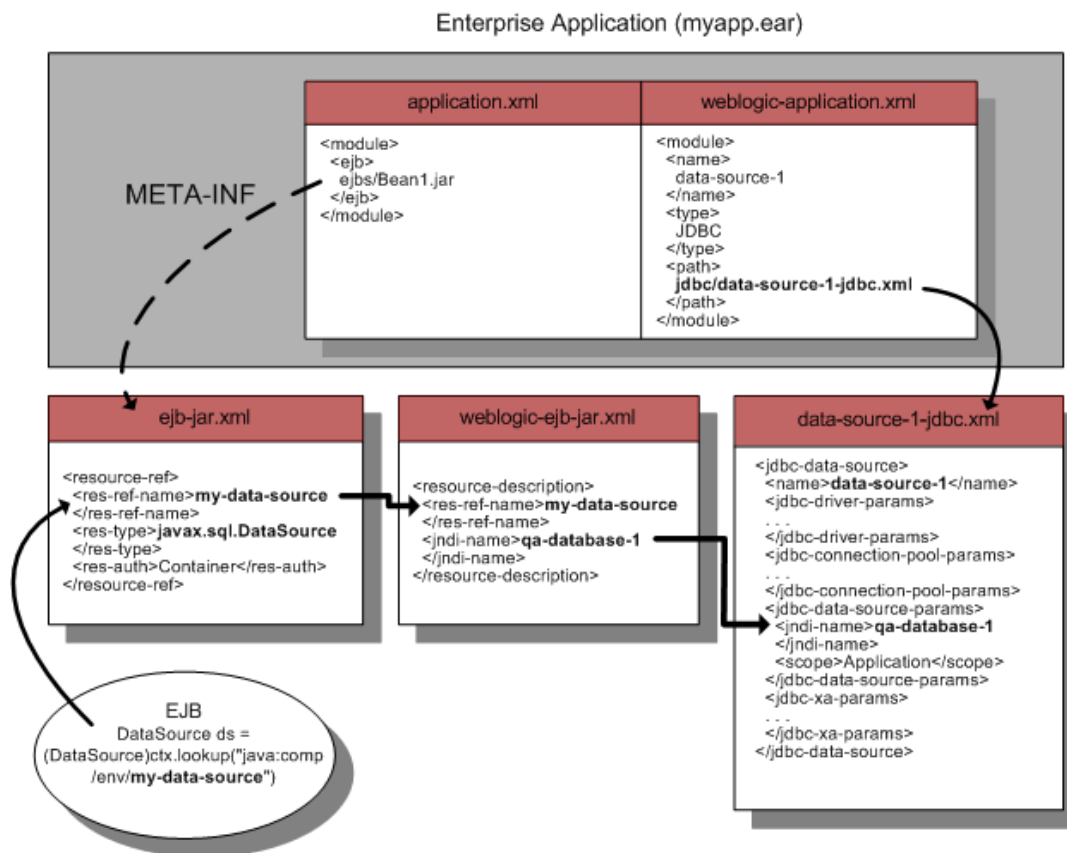 Enterprise Application (myapp.ear)
META-INF
application.xml
<module>
<ejb>
ejbs/Bean1.jar
</ejb>
</module>
weblogic-application.xml
<module>
<name>
data-source-1
</name>
<type>
JDBC
</type>
<path>
jdbc/data-source-1-jdbc.xml
</path>
</module>
ejb-jar.xml
<resource-ref>
<res-ref-name>my-data-source
</res-ref-name>
<res-type>javax.sql.DataSource
</res-type>
<res-auth>Container</res-auth>
</resource-ref>
weblogic-ejb-jar.xml
<resource-description>
<res-ref-name>my-data-source
</res-ref-name>
<jndi-name>qa-database-1
</jndi-name>
</resource-description>
data-source-1-jdbc.xml
<jdbc-data-source>
<name>data-source-1</name>
<jdbc-driver-params>
. . .
</jdbc-driver-params>
<jdbc-connection-pool-params>
. . .
</jdbc-connection-pool-params>
<jdbc-data-source-params>
<jndi-name>qa-database-1
</jndi-name>
<scope>Application</scope>
</jdbc-data-source-params>
<jdbc-xa-params>
. . .
</jdbc-xa-params>
</jdbc-data-source>
EJB
DataSource ds =
(DataSource)ctx.lookup("java:comp
/env/my-data-source")